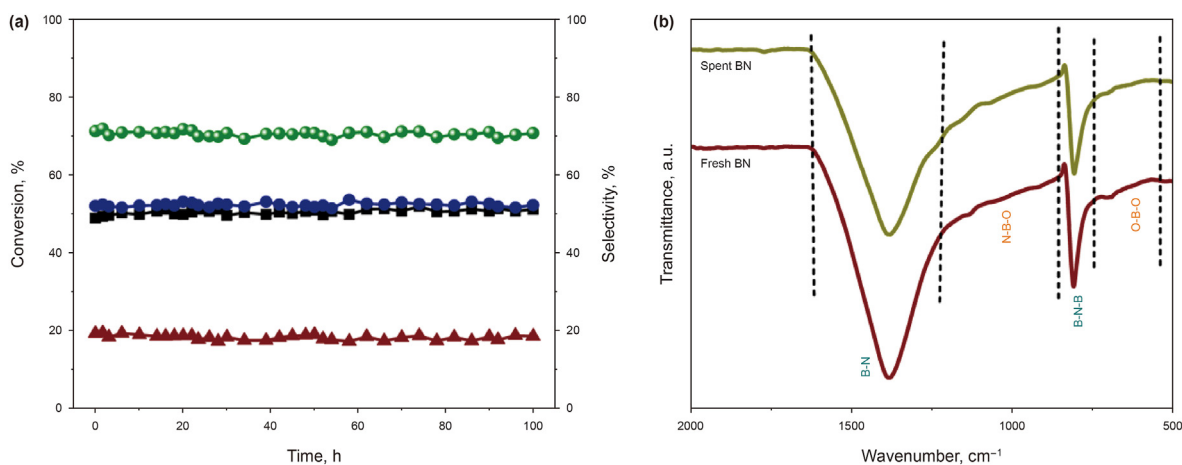 (a)
100
80
60
40
20
0
Conversion, %
0
20
40
60
80
100
Time, h
100
80
60
40
20
0
Selectivity, %
(b)
Spent BN
Fresh BN
B-N
N-B-O
B-N-B
O-B-O
Transmittance, a.u.
2000
1500
1000
500
Wavenumber, cm⁻¹